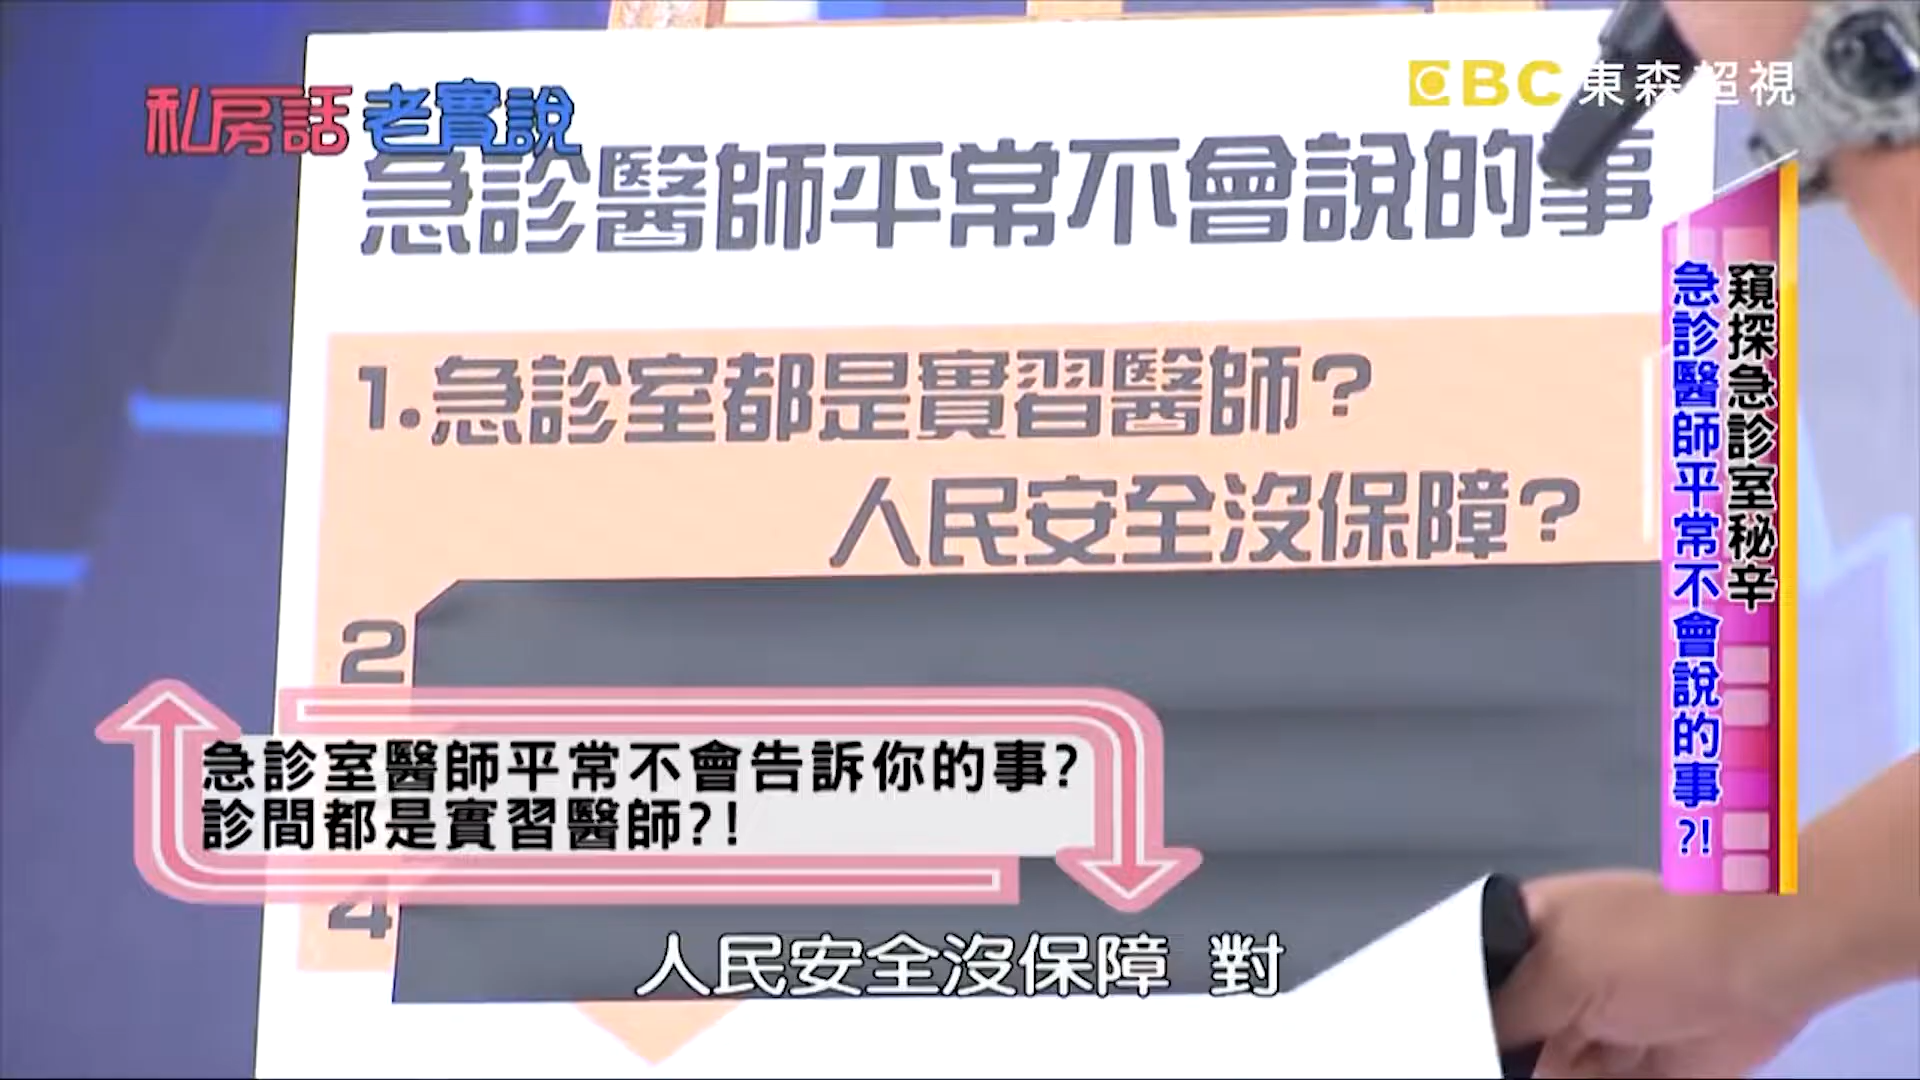 私房話老實說
EBC東森超視
急診醫師平常不會說的事
1.急診室都是實習醫師?
人民安全沒保障?
2
4
急診室醫師平常不會告訴你的事?
診間都是實習醫師?!
窺探急診室秘辛
急診醫師平常不會說的事?!
人民安全沒保障 對